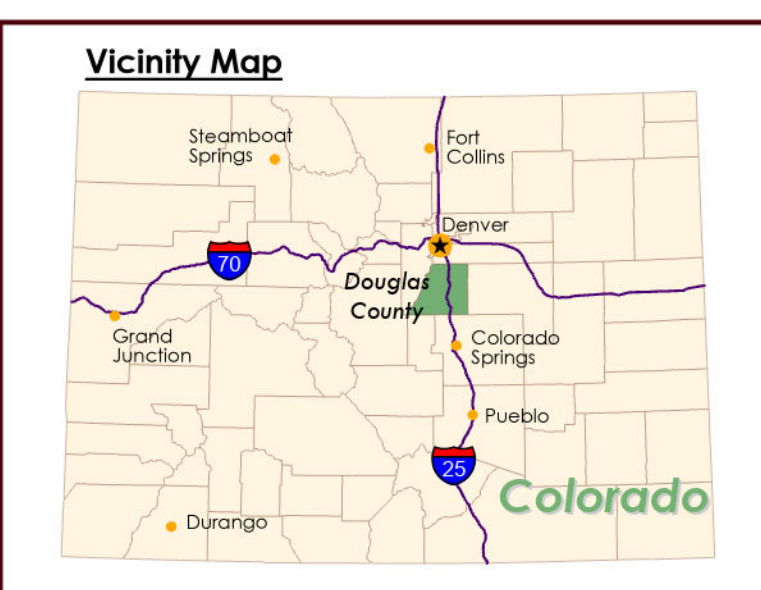 Vicinity Map
Steamboat
Springs
Fort
Collins
Denver
70
Douglas
County
Grand
Junction
Colorado
Springs
Pueblo
25
Colorado
Durango